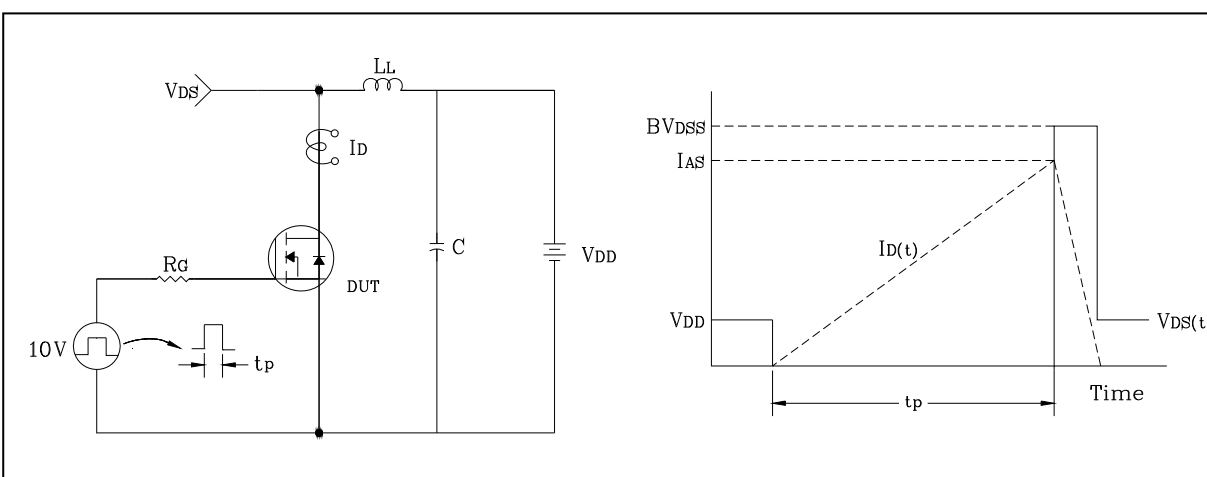 LL
VDS
ID
RG
DUT
C
VDD
10V
tp
BVDSS
IAS
ID(t)
VDD
VDS(t
Time
tp